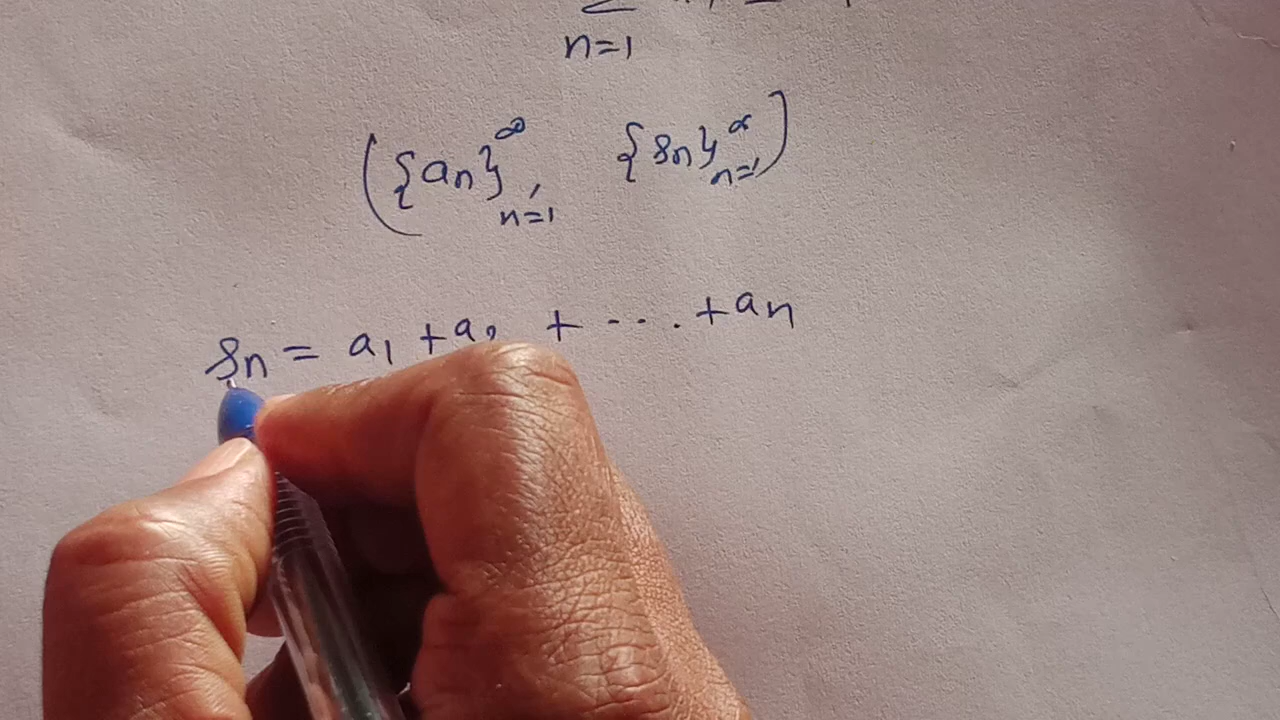 n=1
({an}∞n=1, {sn}∝n=1)
sn = a1 + a2 + ... + an